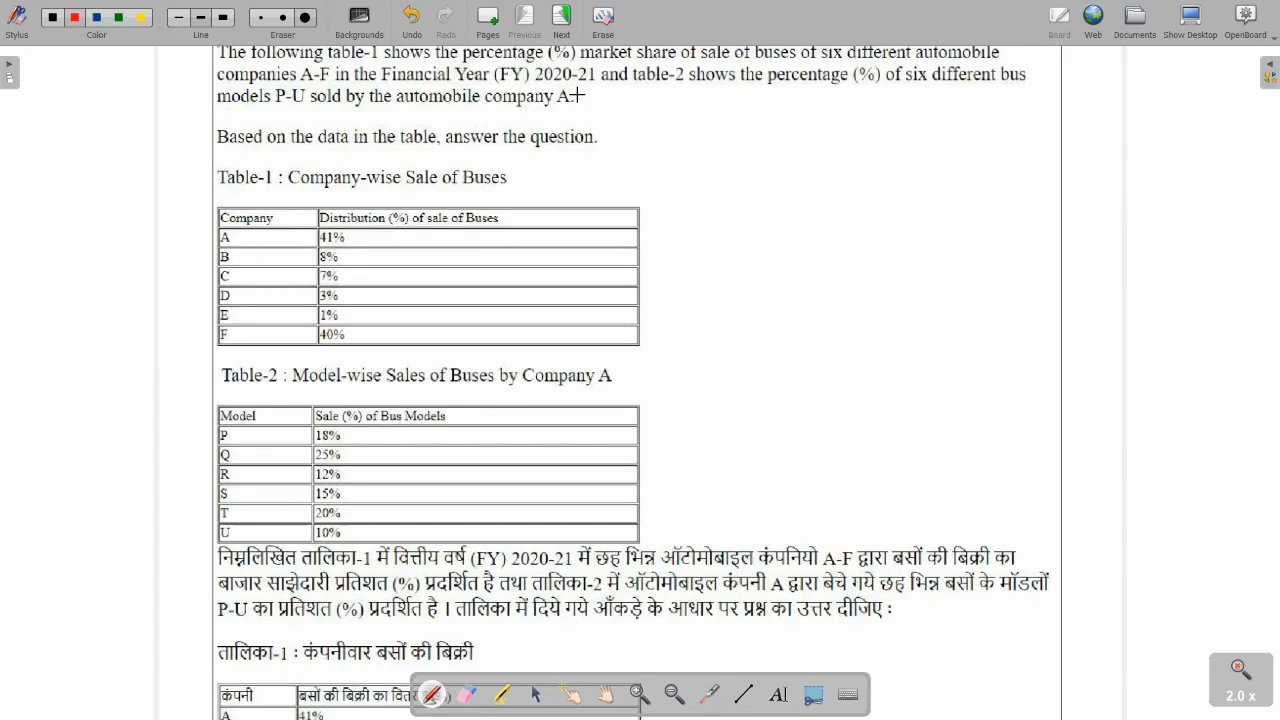 Stylus
Color
Line
Eraser
Backgrounds
Undo
Redo
Pages
Previous
Next
Erase
Board
Web
Documents
Show Desktop
OpenBoard
The following table-1 shows the percentage (%) market share of sale of buses of six different automobile
companies A-F in the Financial Year (FY) 2020-21 and table-2 shows the percentage (%) of six different bus
models P-U sold by the automobile company A.
Based on the data in the table, answer the question.
Table-1 : Company-wise Sale of Buses
Company Distribution (%) of sale of Buses
A 41%
B 8%
C 7%
D 3%
E 1%
F 40%
Table-2 : Model-wise Sales of Buses by Company A
Model Sale (%) of Bus Models
P 18%
Q 25%
R 12%
S 15%
T 20%
U 10%
निम्नलिखित तालिका-1 में वित्तीय वर्ष (FY) 2020-21 में छह भिन्न ऑटोमोबाइल कंपनियो A-F द्वारा बसों की बिक्री का
बाजार साझेदारी प्रतिशत (%) प्रदर्शित है तथा तालिका-2 में ऑटोमोबाइल कंपनी A द्वारा बेचे गये छह भिन्न बसों के मॉडलों
P-U का प्रतिशत (%) प्रदर्शित है । तालिका में दिये गये आँकड़े के आधार पर प्रश्न का उत्तर दीजिए :
तालिका-1 : कंपनीवार बसों की बिक्री
कंपनी बसों की बिक्री का
A 41%
2.0 x